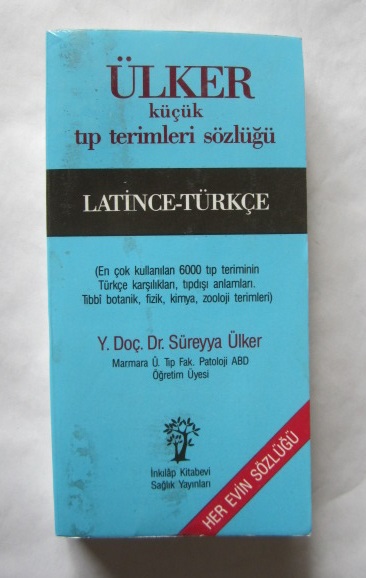 ÜLKER
küçük
tıp terimleri sözlüğü
LATİNCE-TÜRKÇE
(En çok kullanılan 6000 tıp teriminin
Türkçe karşılıkları, tıpdışı anlamları.
Tıbbî botanik, fizik, kimya, zooloji terimleri)
Y. Doç. Dr. Süreyya Ülker
Marmara Ü. Tıp Fak. Patoloji ABD
Öğretim Üyesi
İnkılâp Kitabevi
Sağlık Yayınları
HER EVİN SÖZLÜĞÜ